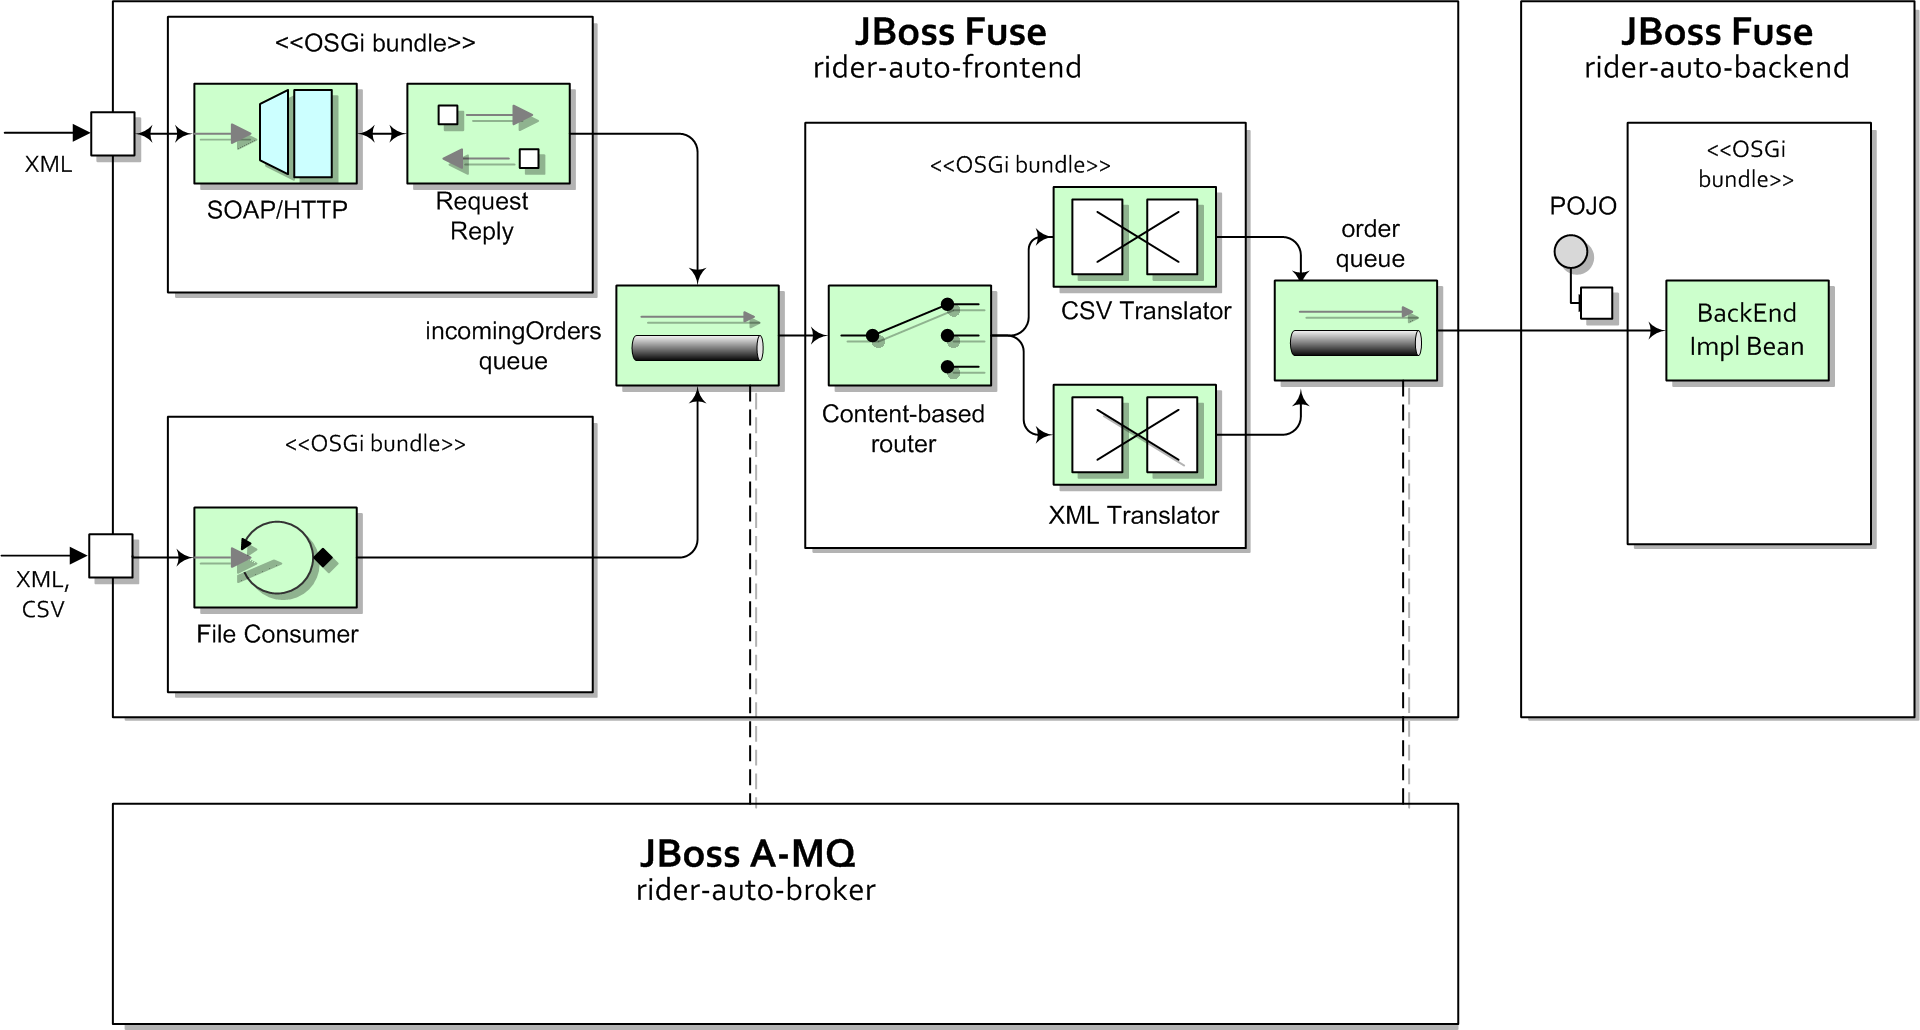 <<OSGi bundle>>
XML
SOAP/HTTP
Request
Reply
JBoss Fuse
rider-auto-frontend
incomingOrders
queue
<<OSGi bundle>>
XML,
CSV
File Consumer
<<OSGi bundle>>
Content-based
router
CSV Translator
XML Translator
order
queue
JBoss Fuse
rider-auto-backend
POJO
<<OSGi
bundle>>
BackEnd
Impl Bean
JBoss A-MQ
rider-auto-broker